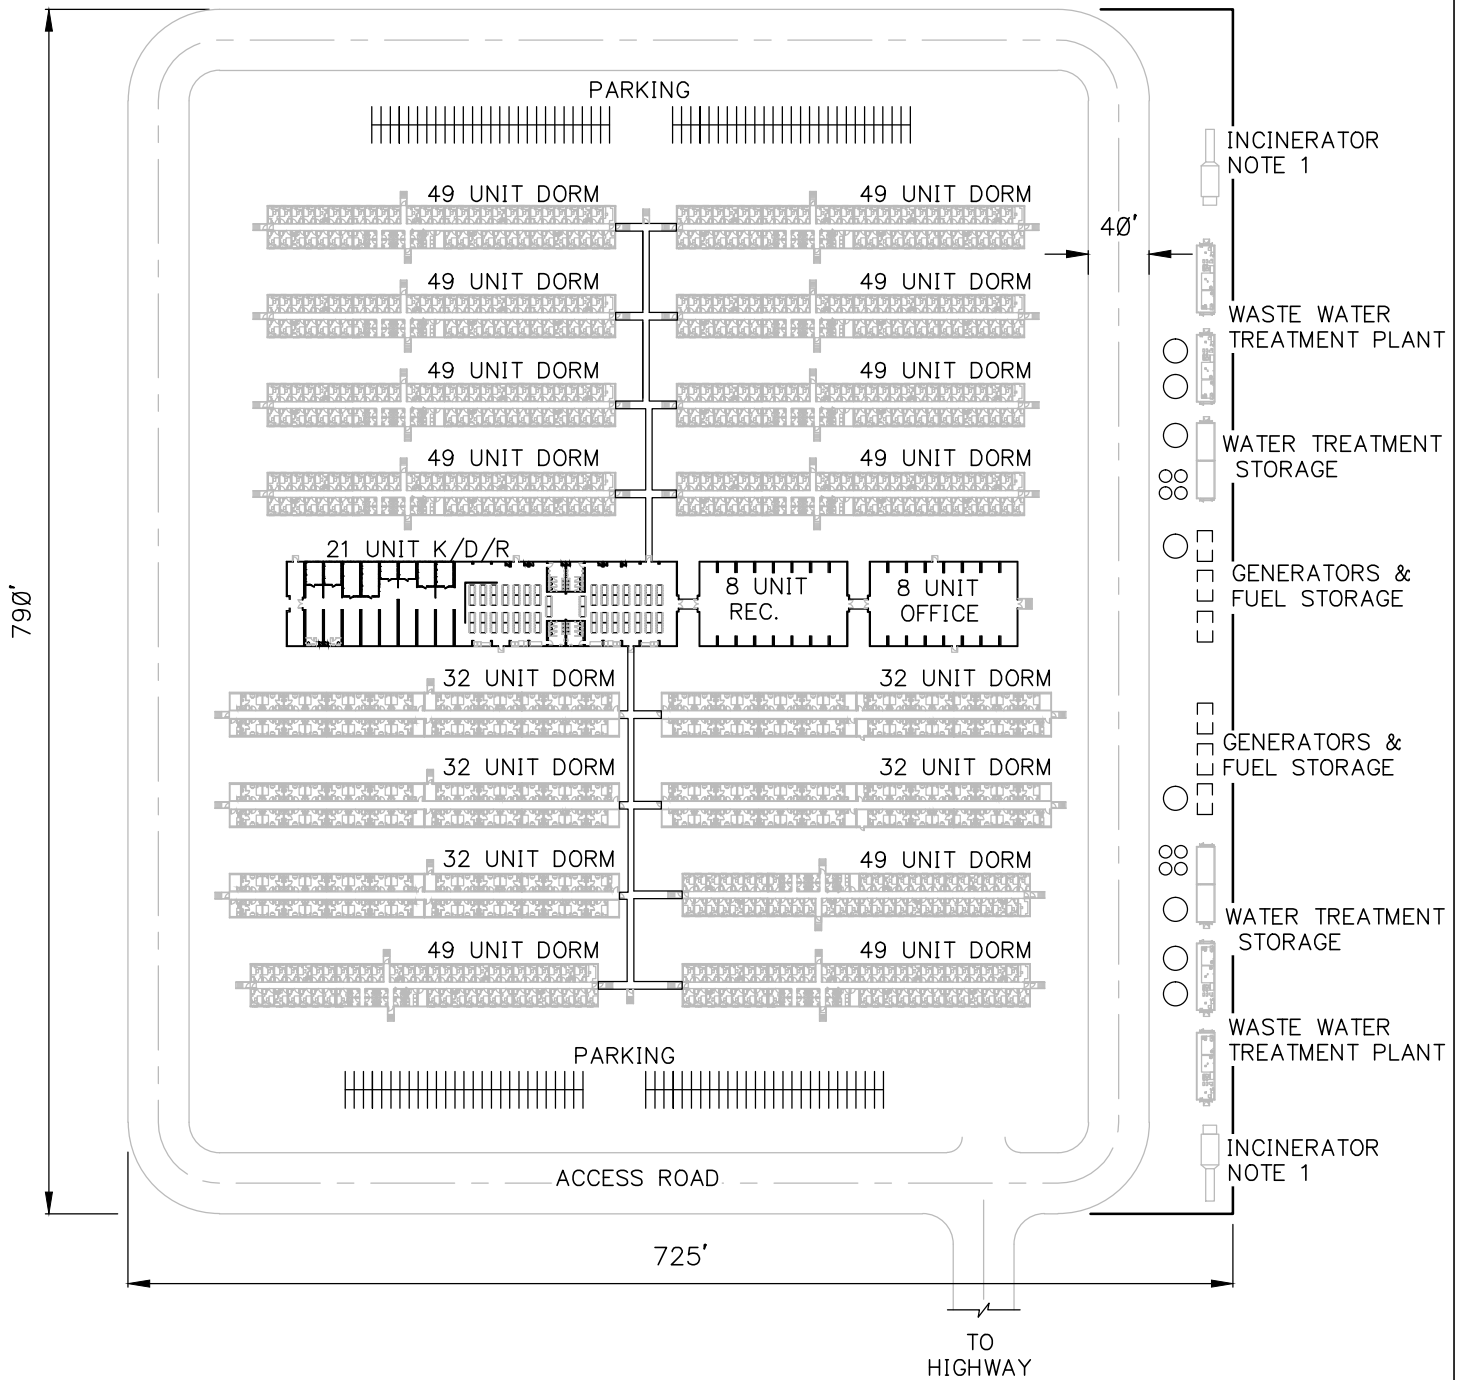 PARKING
INCINERATOR
NOTE 1
49 UNIT DORM
49 UNIT DORM
40'
49 UNIT DORM
49 UNIT DORM
WASTE WATER
TREATMENT PLANT
49 UNIT DORM
49 UNIT DORM
WATER TREATMENT
STORAGE
49 UNIT DORM
49 UNIT DORM
21 UNIT K/D/R
8 UNIT
REC.
8 UNIT
OFFICE
GENERATORS &
FUEL STORAGE
790'
32 UNIT DORM
32 UNIT DORM
GENERATORS &
FUEL STORAGE
32 UNIT DORM
32 UNIT DORM
32 UNIT DORM
49 UNIT DORM
WATER TREATMENT
STORAGE
49 UNIT DORM
49 UNIT DORM
WASTE WATER
TREATMENT PLANT
PARKING
INCINERATOR
NOTE 1
ACCESS ROAD
725'
TO
HIGHWAY